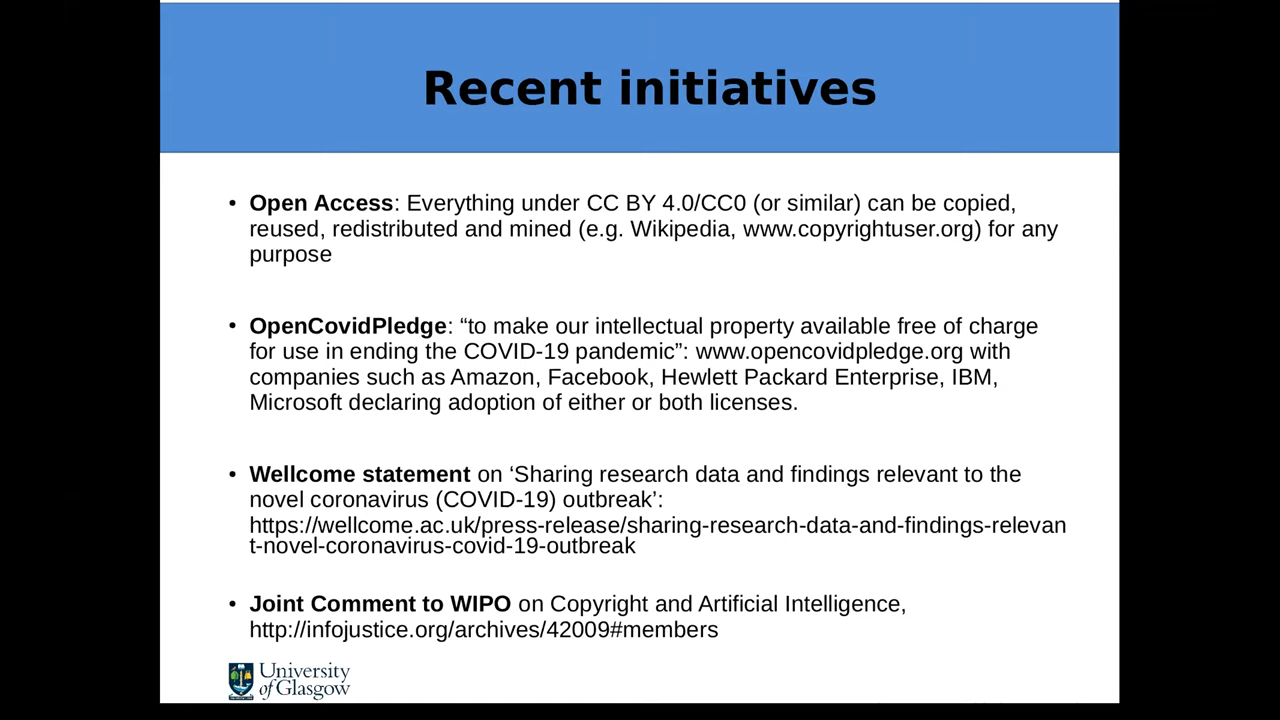 Recent initiatives
• Open Access: Everything under CC BY 4.0/CC0 (or similar) can be copied,
reused, redistributed and mined (e.g. Wikipedia, www.copyrightuser.org) for any
purpose
• OpenCovidPledge: “to make our intellectual property available free of charge
for use in ending the COVID-19 pandemic”: www.opencovidpledge.org with
companies such as Amazon, Facebook, Hewlett Packard Enterprise, IBM,
Microsoft declaring adoption of either or both licenses.
• Wellcome statement on ‘Sharing research data and findings relevant to the
novel coronavirus (COVID-19) outbreak’:
https://wellcome.ac.uk/press-release/sharing-research-data-and-findings-relevan
t-novel-coronavirus-covid-19-outbreak
• Joint Comment to WIPO on Copyright and Artificial Intelligence,
http://infojustice.org/archives/42009#members
University
of Glasgow